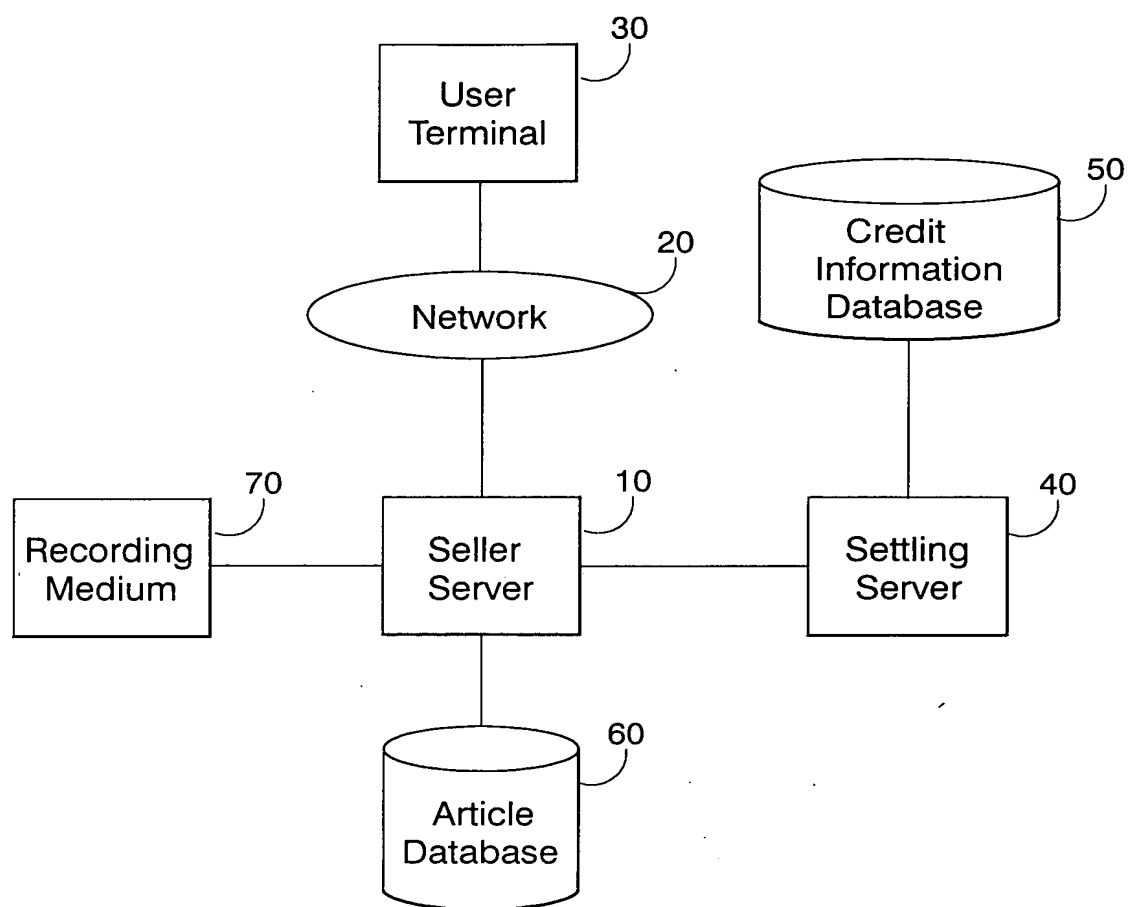 30
User
Terminal
50
Credit
Information
Database
20
Network
70
Recording
Medium
10
Seller
Server
40
Settling
Server
60
Article
Database